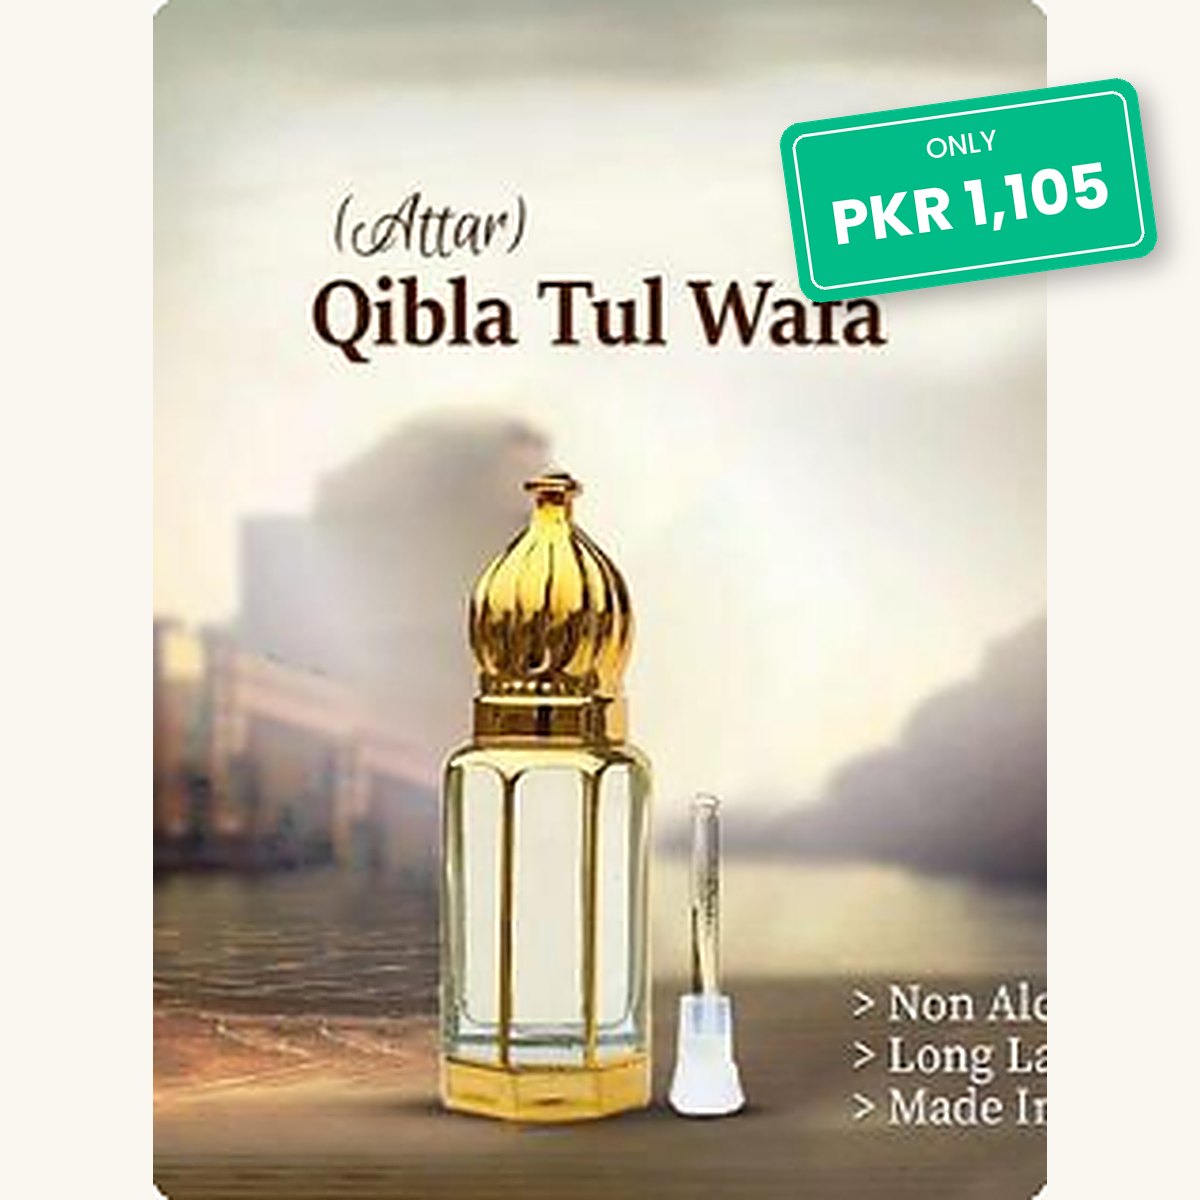 ONLY
PKR 1,105
(Attar)
Qibla Tul Wafa
> Non Alc
> Long La
> Made In